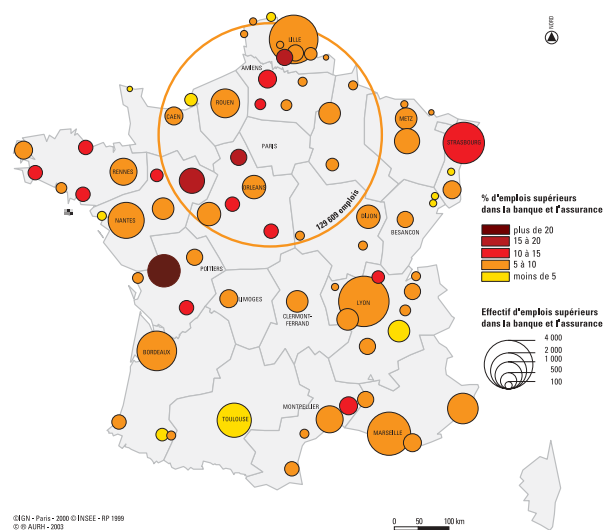 NORD
LILLE
AMIENS
ROUEN
CAEN
METZ
STRASBOURG
PARIS
RENNES
ORLEANS
129 609 emplois
NANTES
DIJON
BESANCON
POITIERS
LIMOGES
CLERMONT-
FERRAND
LYON
BORDEAUX
MONTPELLIER
TOULOUSE
MARSEILLE
% d'emplois supérieurs
dans la banque et l'assurance
plus de 20
15 à 20
10 à 15
5 à 10
moins de 5
Effectif d'emplois supérieurs
dans la banque et l'assurance
4 000
2 000
1 000
500
100
©IGN - Paris - 2000 © INSEE - RP 1999
© ® AURH - 2003
0 50 100 km